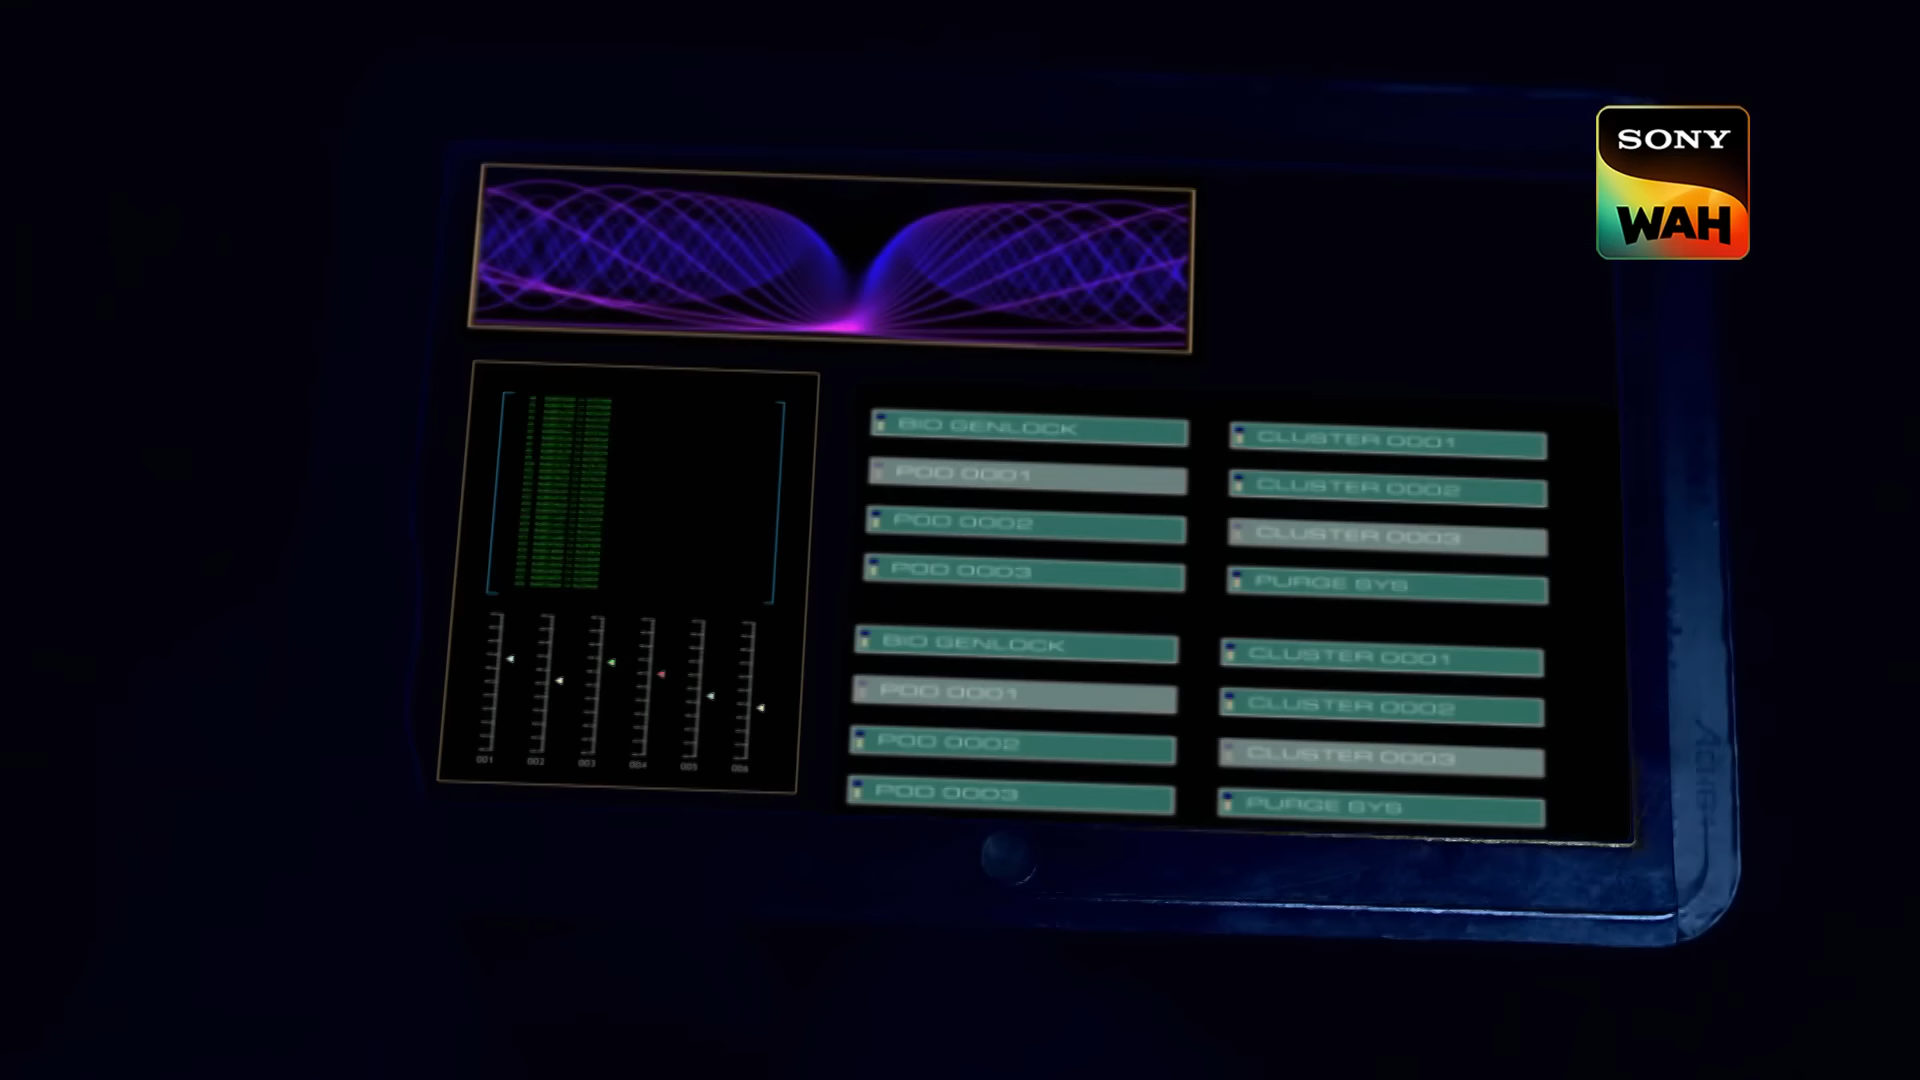 SONY
WAH
BIO GENLOCK
POD 0001
POD 0002
POD 0003
CLUSTER 0001
CLUSTER 0002
CLUSTER 0003
PURGE SYS
BIO GENLOCK
POD 0001
POD 0002
POD 0003
CLUSTER 0001
CLUSTER 0002
CLUSTER 0003
PURGE SYS
001 002 003 004 005 006